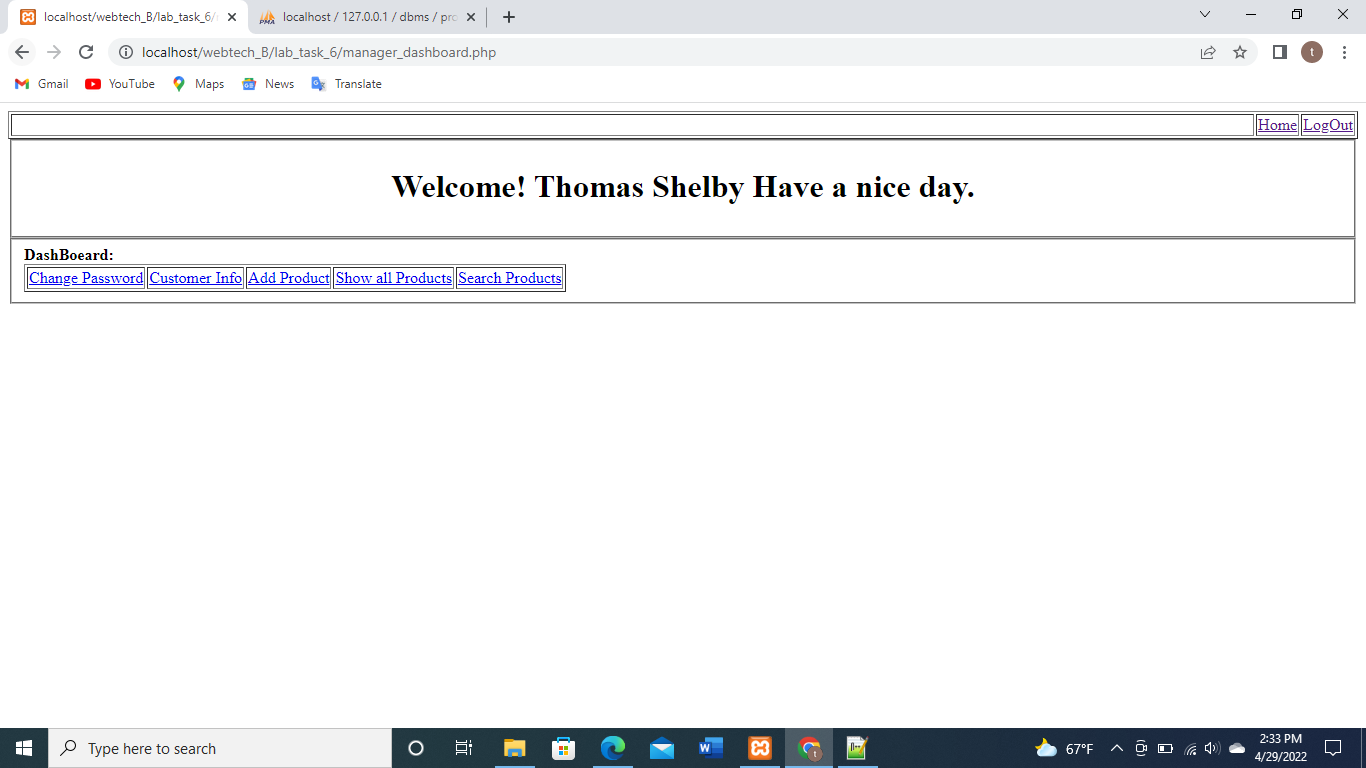 localhost/webtech_B/lab_task_6/
localhost / 127.0.0.1 / dbms / pro
localhost/webtech_B/lab_task_6/manager_dashboard.php
t
Gmail YouTube Maps News Translate
Home LogOut
Welcome! Thomas Shelby Have a nice day.
DashBoeard:
Change Password Customer Info Add Product Show all Products Search Products
Type here to search
67°F
2:33 PM
4/29/2022